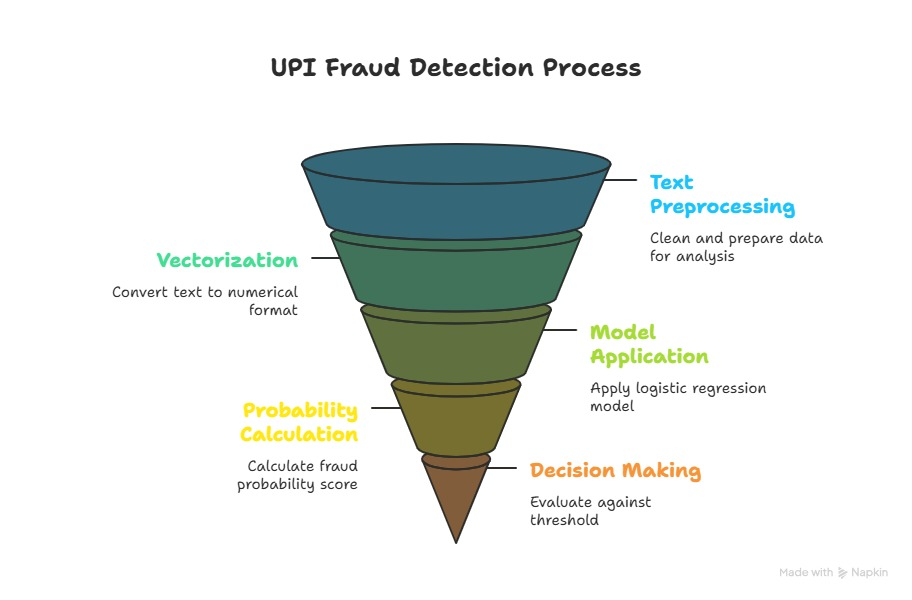 UPI Fraud Detection Process
Text
Preprocessing
Clean and prepare data
for analysis
Vectorization
Convert text to numerical
format
Model
Application
Apply logistic regression
model
Probability
Calculation
Calculate fraud
probability score
Decision Making
Evaluate against
threshold
Made with Napkin